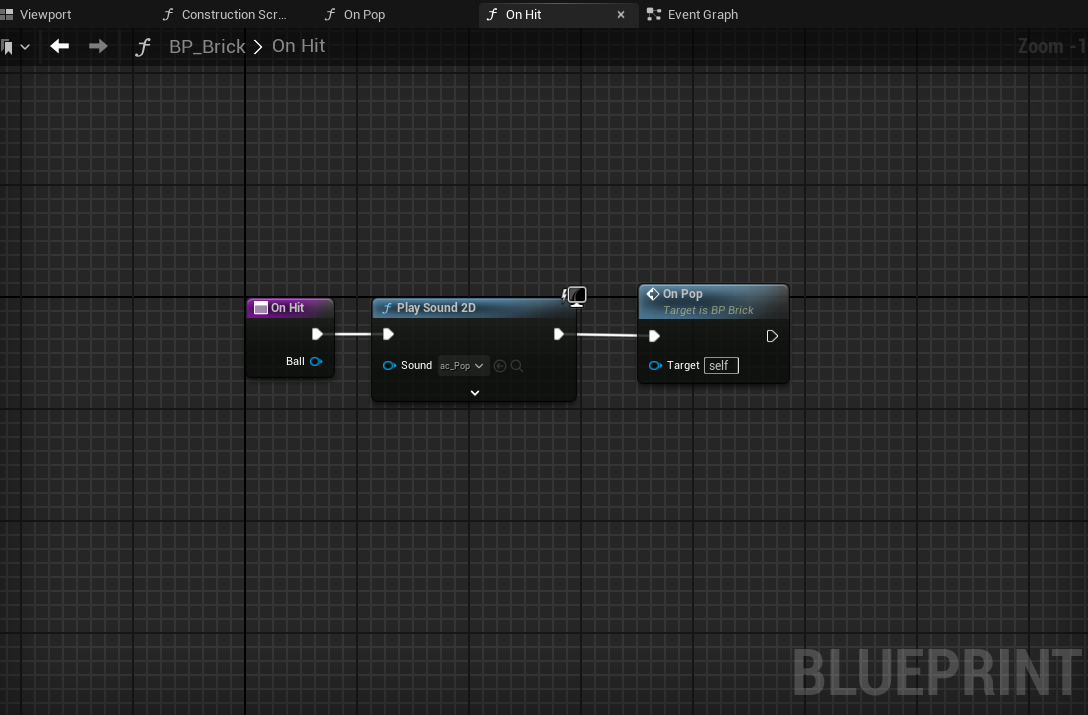 Viewport
Construction Scr...
On Pop
On Hit
Event Graph
BP_Brick > On Hit
Zoom -1
On Hit
Ball
Play Sound 2D
Sound ac_Pop
On Pop
Target is BP Brick
Target self
BLUEPRINT